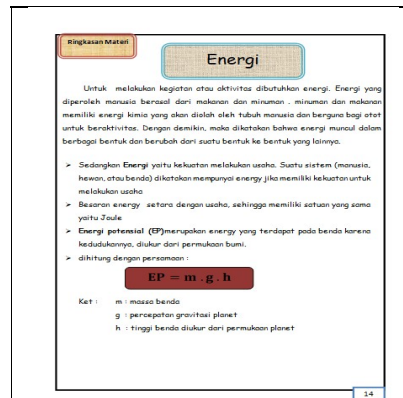 Ringkasan Materi
Energi
Untuk melakukan kegiatan atau aktivitas dibutuhkan energi. Energi yang
diperoleh manusia berasal dari makanan dan minuman . minuman dan makanan
memiliki energi kimia yang akan diolah oleh tubuh manusia dan berguna bagi otot
untuk beraktivitas. Dengan demikin, maka dikatakan bahwa energi muncul dalam
berbagai bentuk dan berubah dari suatu bentuk ke bentuk yang lainnya.
➢ Sedangkan Energi yaitu kekuatan melakukan usaha. Suatu sistem (manusia,
hewan, atau benda) dikatakan mempunyai energy jika memiliki kekuatan untuk
melakukan usaha
➢ Besaran energy setara dengan usaha, sehingga memiliki satuan yang sama
yaitu Joule
➢ Energi potensial (EP)merupakan energy yang terdapat pada benda karena
kedudukannya, diukur dari permukaan bumi.
➢ dihitung dengan persamaan :
EP = m . g . h
Ket : m : massa benda
g : percepatan gravitasi planet
h : tinggi benda diukur dari permukaan planet
14